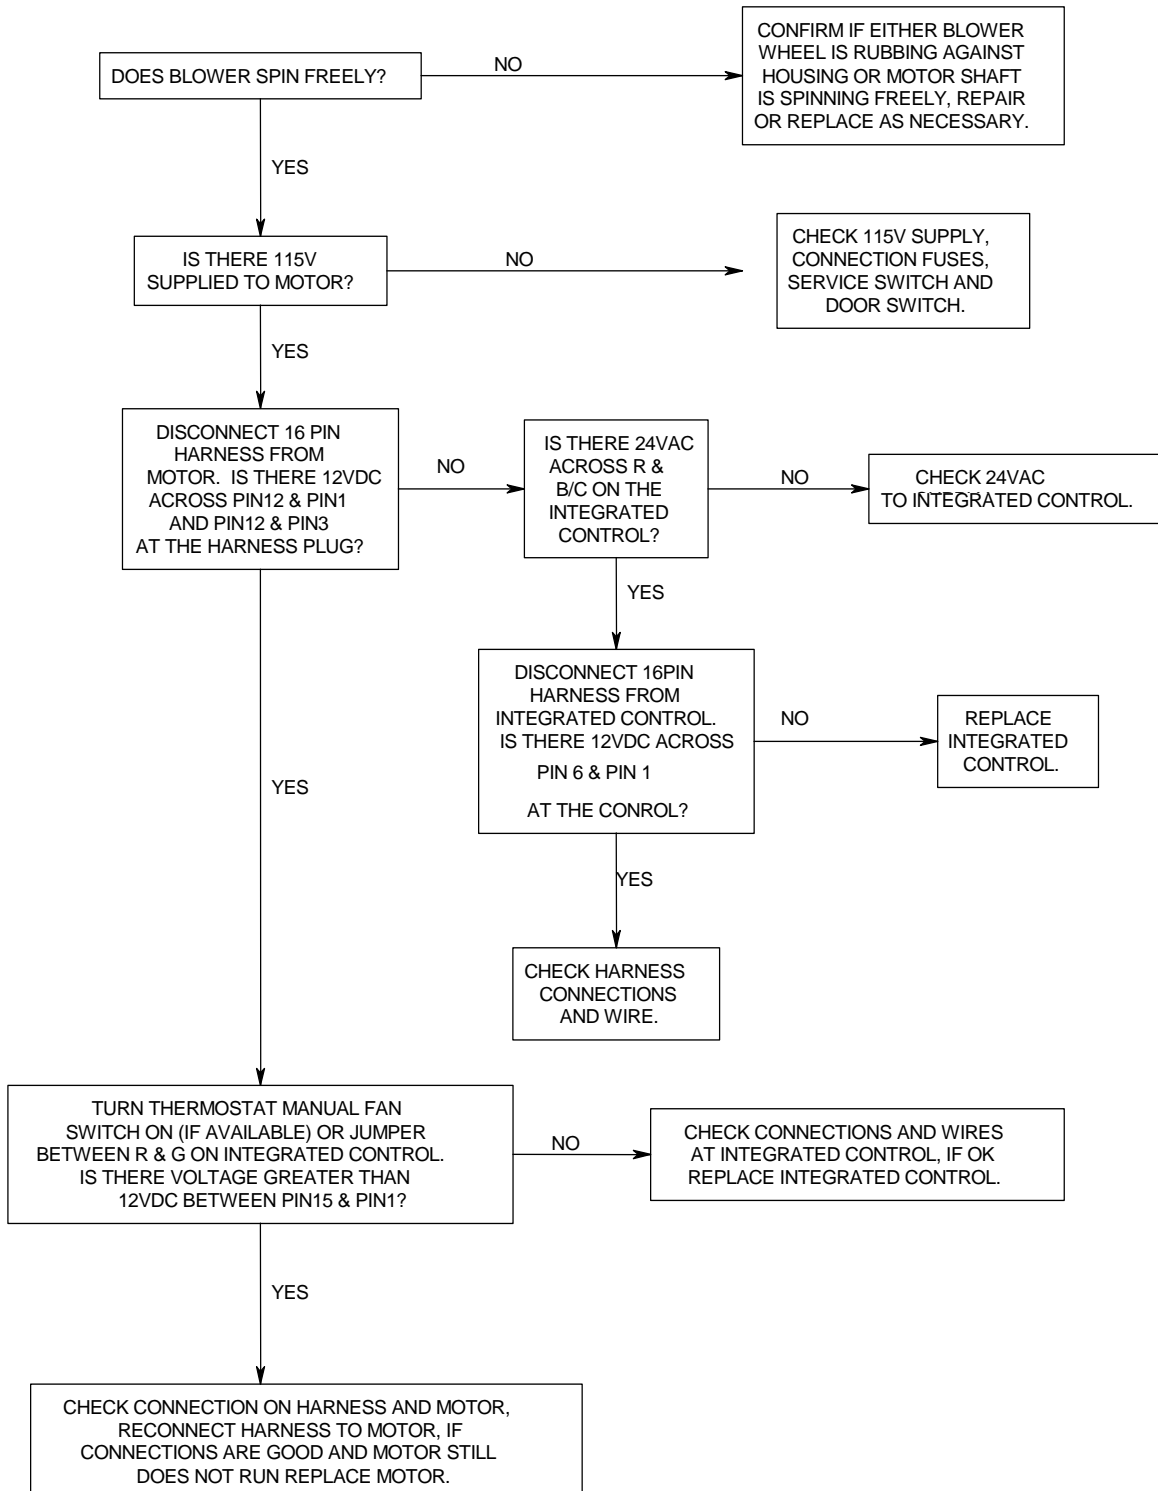 DOES BLOWER SPIN FREELY?
NO
CONFIRM IF EITHER BLOWER
WHEEL IS RUBBING AGAINST
HOUSING OR MOTOR SHAFT
IS SPINNING FREELY, REPAIR
OR REPLACE AS NECESSARY.
YES
IS THERE 115V
SUPPLIED TO MOTOR?
NO
CHECK 115V SUPPLY,
CONNECTION FUSES,
SERVICE SWITCH AND
DOOR SWITCH.
YES
DISCONNECT 16 PIN
HARNESS FROM
MOTOR. IS THERE 12VDC
ACROSS PIN12 & PIN1
AND PIN12 & PIN3
AT THE HARNESS PLUG?
NO
IS THERE 24VAC
ACROSS R &
B/C ON THE
INTEGRATED
CONTROL?
NO
CHECK 24VAC
TO INTEGRATED CONTROL.
YES
DISCONNECT 16PIN
HARNESS FROM
INTEGRATED CONTROL.
IS THERE 12VDC ACROSS
PIN 6 & PIN 1
AT THE CONROL?
NO
REPLACE
INTEGRATED
CONTROL.
YES
CHECK HARNESS
CONNECTIONS
AND WIRE.
YES
TURN THERMOSTAT MANUAL FAN
SWITCH ON (IF AVAILABLE) OR JUMPER
BETWEEN R & G ON INTEGRATED CONTROL.
IS THERE VOLTAGE GREATER THAN
12VDC BETWEEN PIN15 & PIN1?
NO
CHECK CONNECTIONS AND WIRES
AT INTEGRATED CONTROL, IF OK
REPLACE INTEGRATED CONTROL.
YES
CHECK CONNECTION ON HARNESS AND MOTOR,
RECONNECT HARNESS TO MOTOR, IF
CONNECTIONS ARE GOOD AND MOTOR STILL
DOES NOT RUN REPLACE MOTOR.